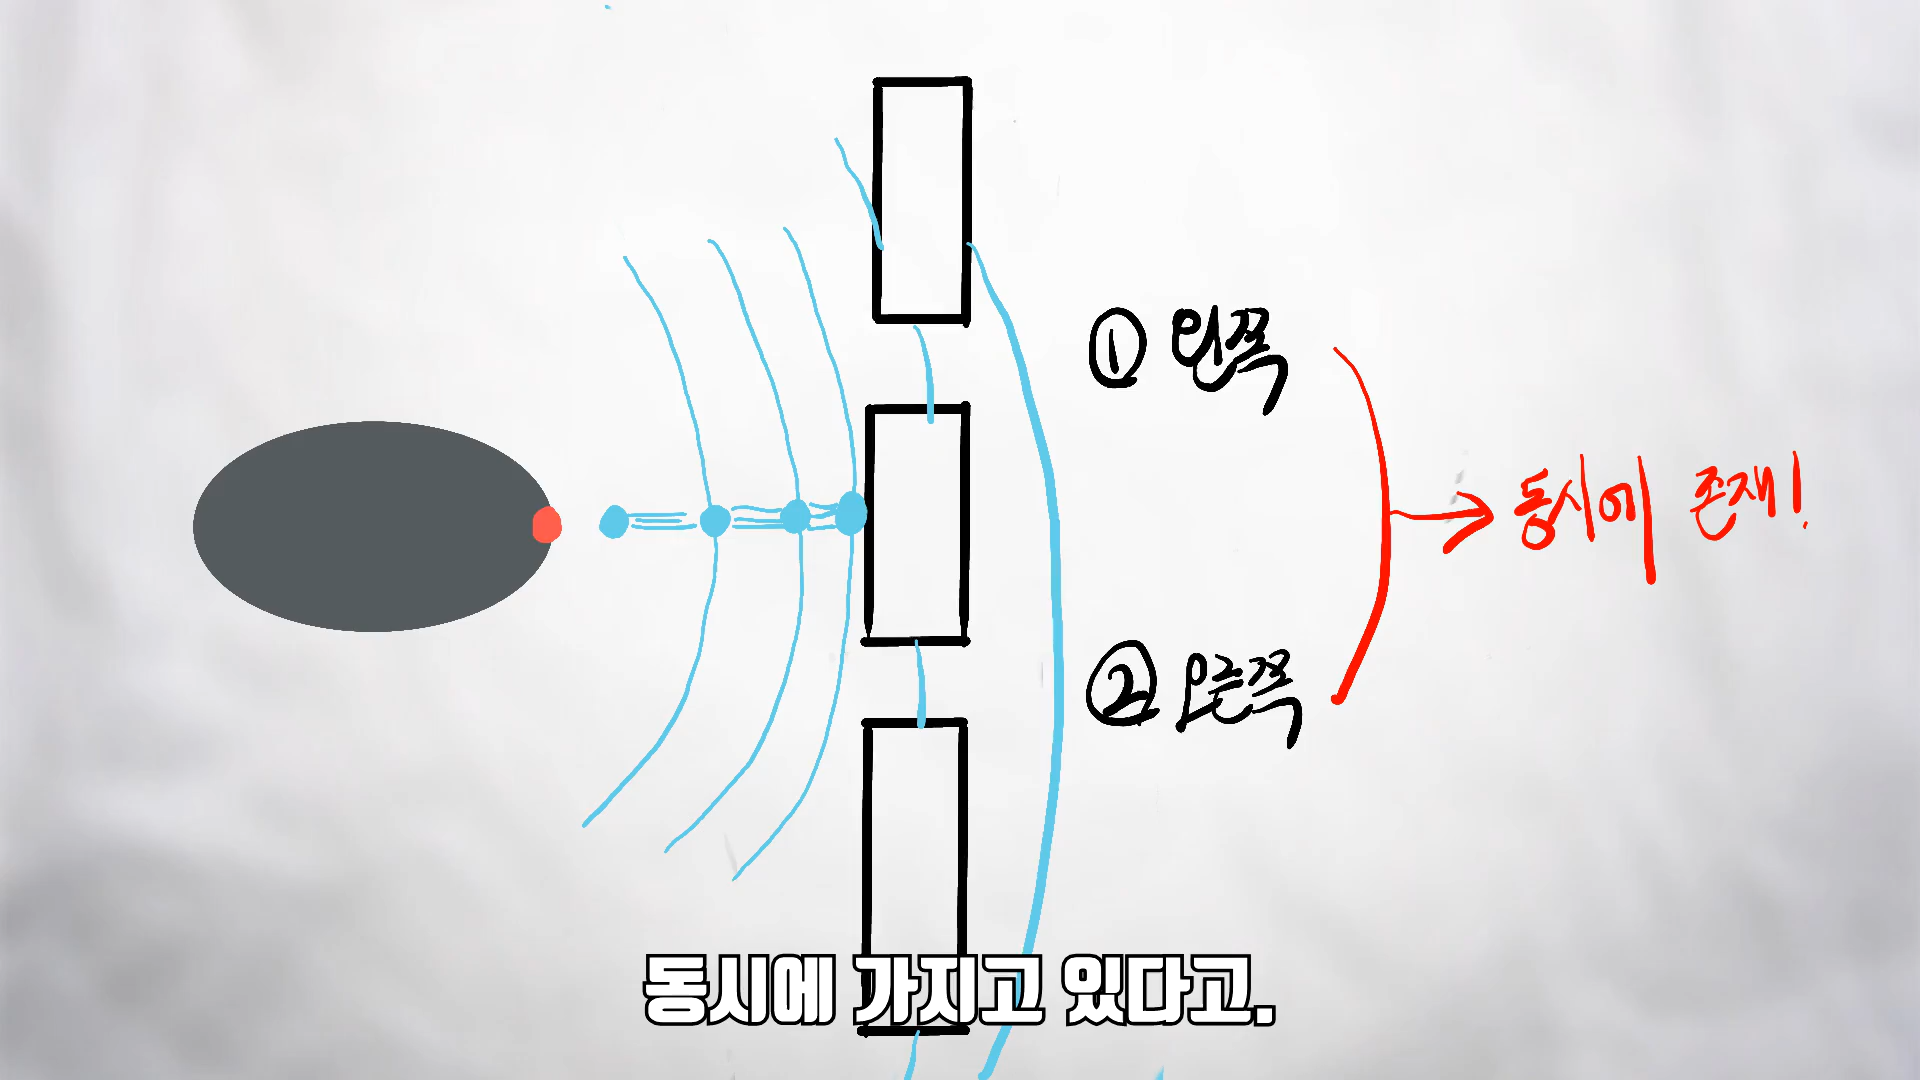 ① 왼쪽
② 오른쪽
동시에 존재!
동시에 가지고 있다고.